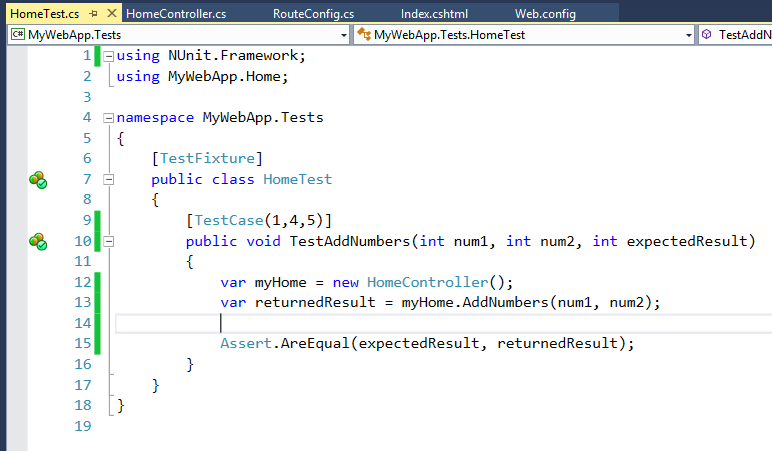 HomeTest.cs HomeController.cs RouteConfig.cs Index.cshtml Web.config
C# MyWebApp.Tests MyWebApp.Tests.HomeTest TestAddN
1 using NUnit.Framework;
2 using MyWebApp.Home;
3
4 namespace MyWebApp.Tests
5 {
6     [TestFixture]
7     public class HomeTest
8     {
9         [TestCase(1,4,5)]
10         public void TestAddNumbers(int num1, int num2, int expectedResult)
11         {
12             var myHome = new HomeController();
13             var returnedResult = myHome.AddNumbers(num1, num2);
14
15             Assert.AreEqual(expectedResult, returnedResult);
16         }
17     }
18 }
19